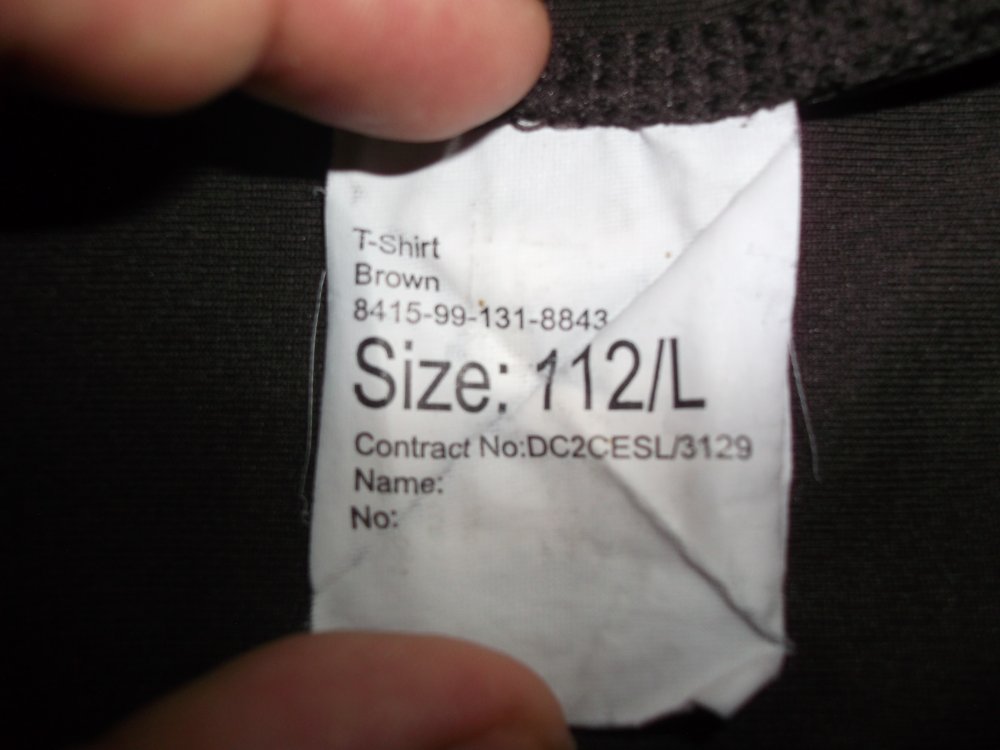 T-Shirt
Brown
8415-99-131-8843
Size: 112/L
Contract No:DC2CESL/3129
Name:
No: